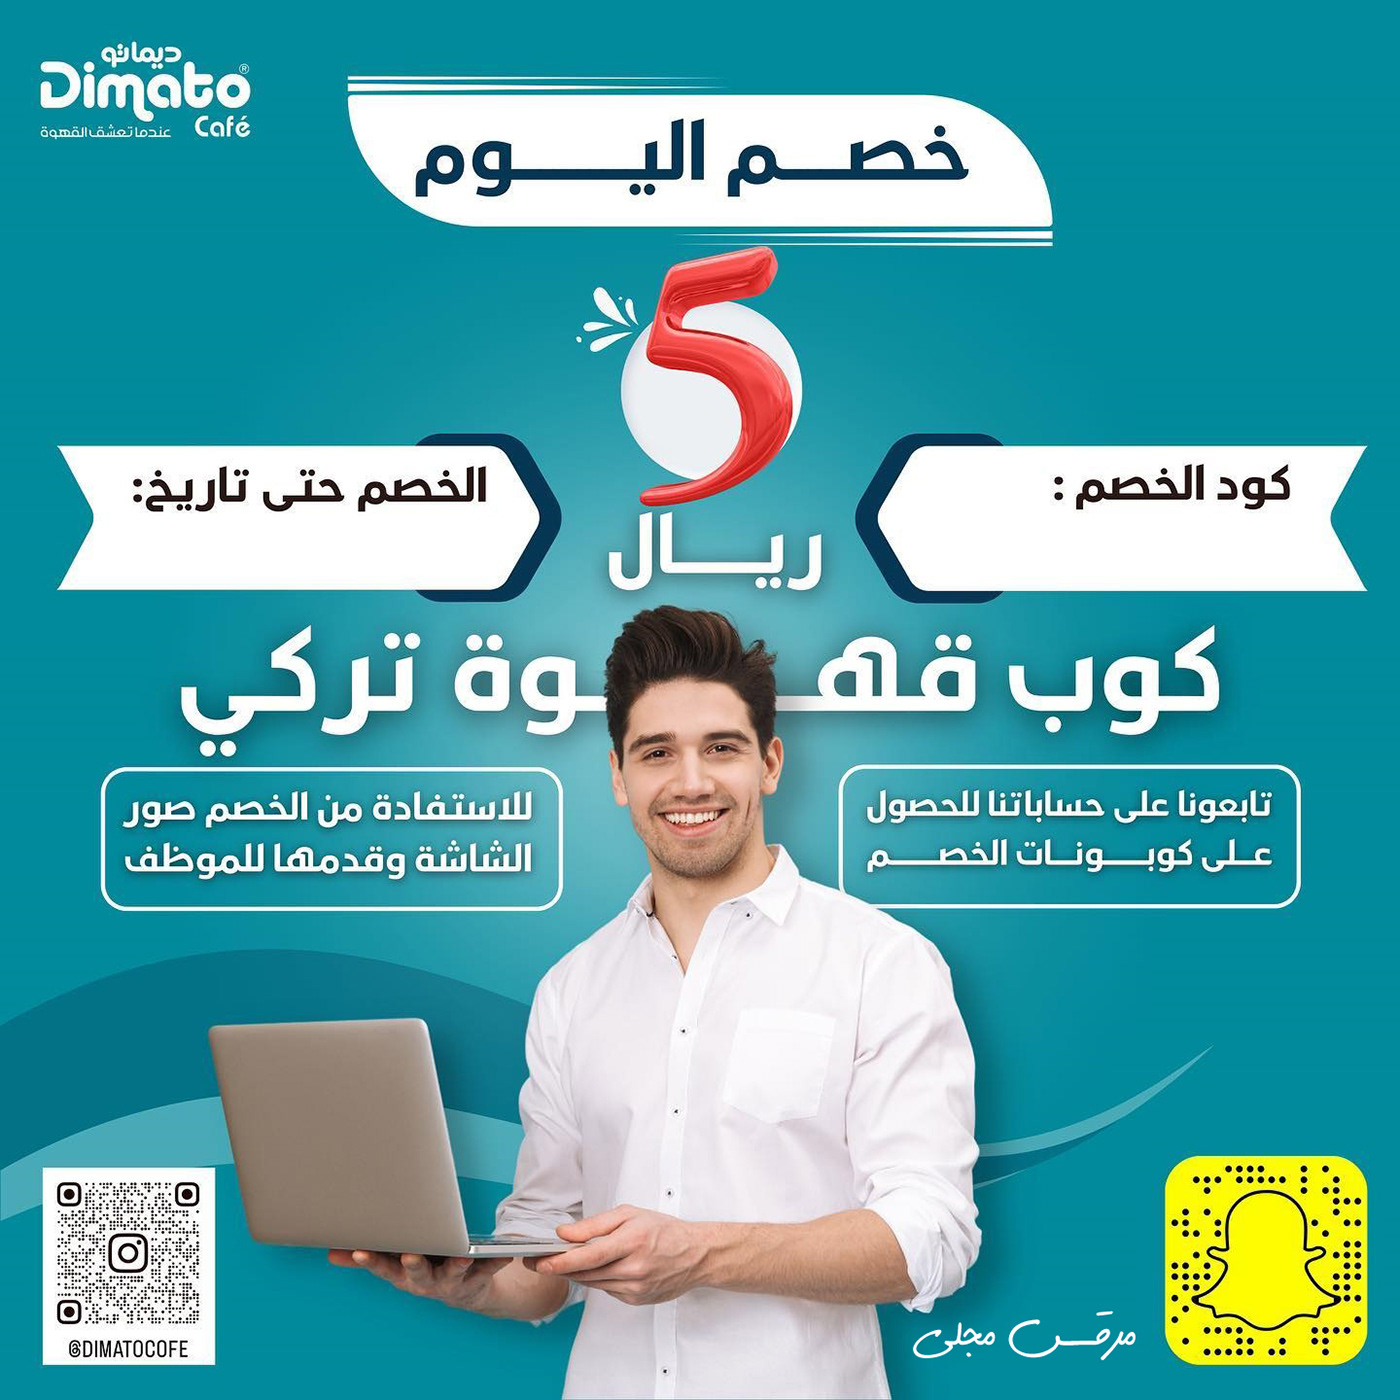 ديماتو
Dimato®
Café
عندما تعشق القهوة
خصم اليوم
5
ريال
كود الخصم :
الخصم حتى تاريخ:
كوب قهوة تركي
تابعونا على حساباتنا للحصول
على كوبونات الخصم
للاستفادة من الخصم صور
الشاشة وقدمها للموظف
@DIMATOCOFE
مرقس مجلى